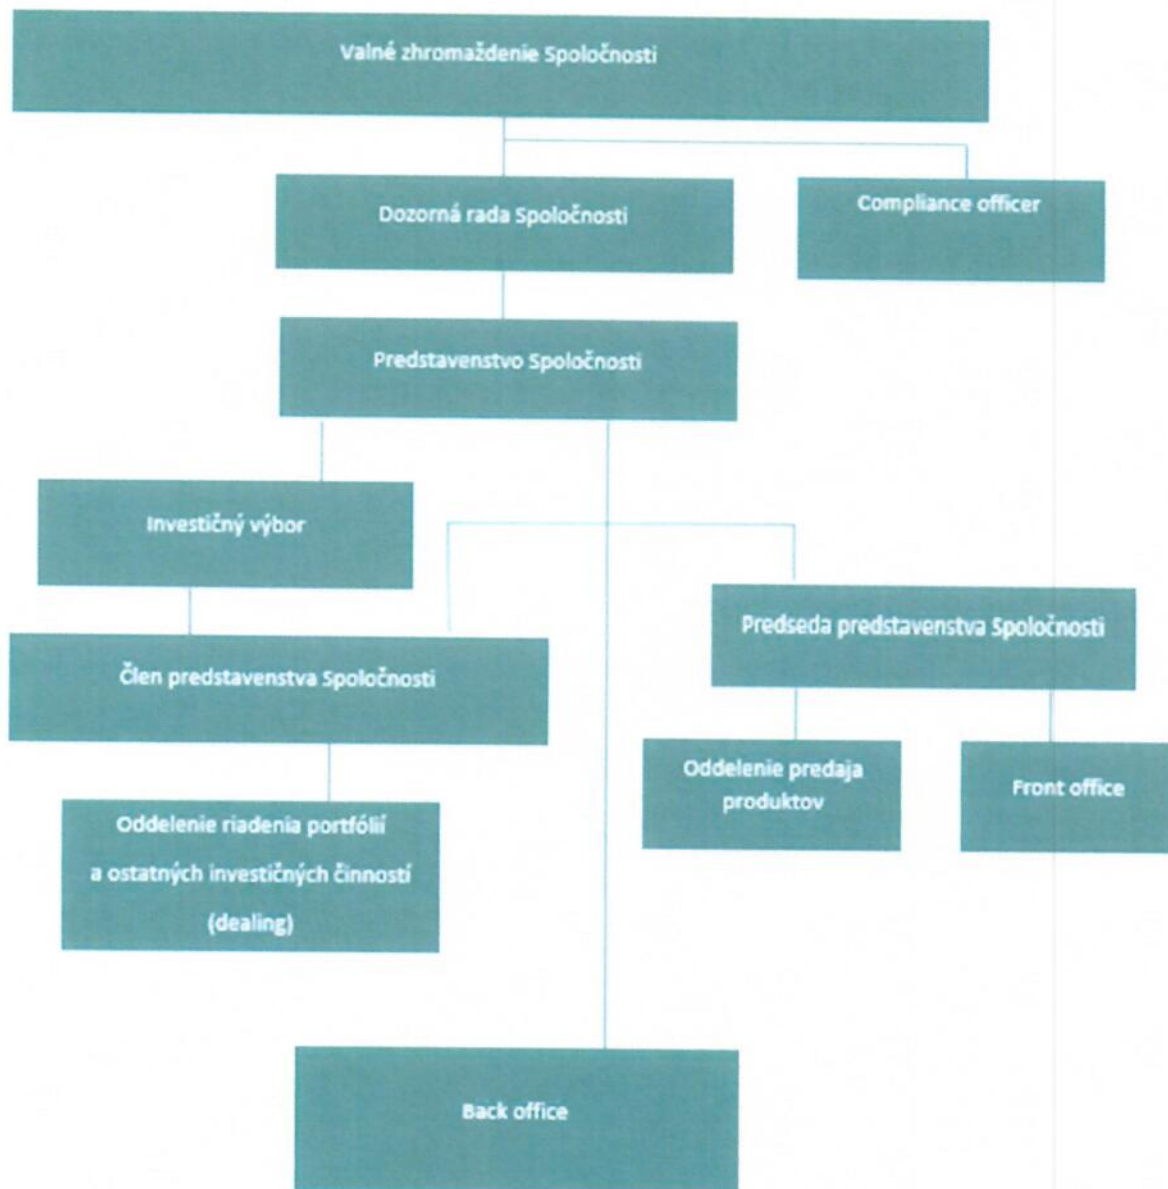 Valné zhromaždenie Spoločnosti
Dozorná rada Spoločnosti
Compliance officer
Predstavenstvo Spoločnosti
Investičný výbor
Predseda predstavenstva Spoločnosti
Člen predstavenstva Spoločnosti
Oddelenie predaja
produktov
Front office
Oddelenie riadenia portfólií
a ostatných investičných činností
(dealing)
Back office